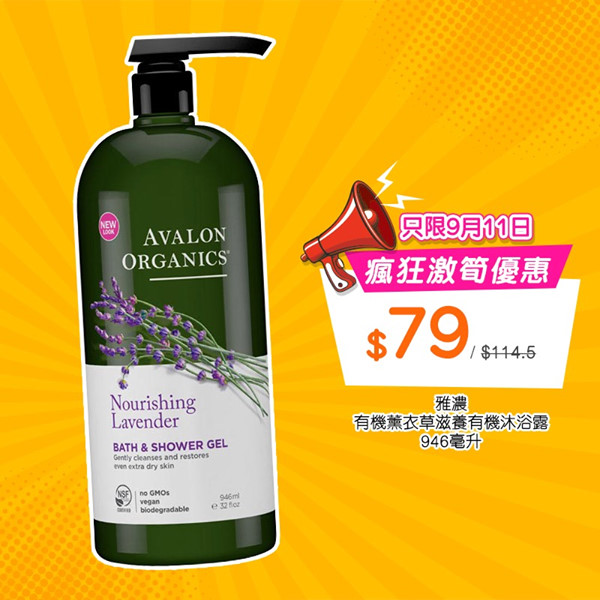 NEW
LOOK
AVALON
ORGANICS®
Nourishing
Lavender
BATH & SHOWER GEL
Gently cleanses and restores
even extra dry skin
NSF
CERTIFIED
no GMOs
vegan
biodegradable
946ml
℮ 32 fl oz
只限9月11日
瘋狂激筍優惠
$79 / $114.5
雅濃
有機薰衣草滋養有機沐浴露
946毫升